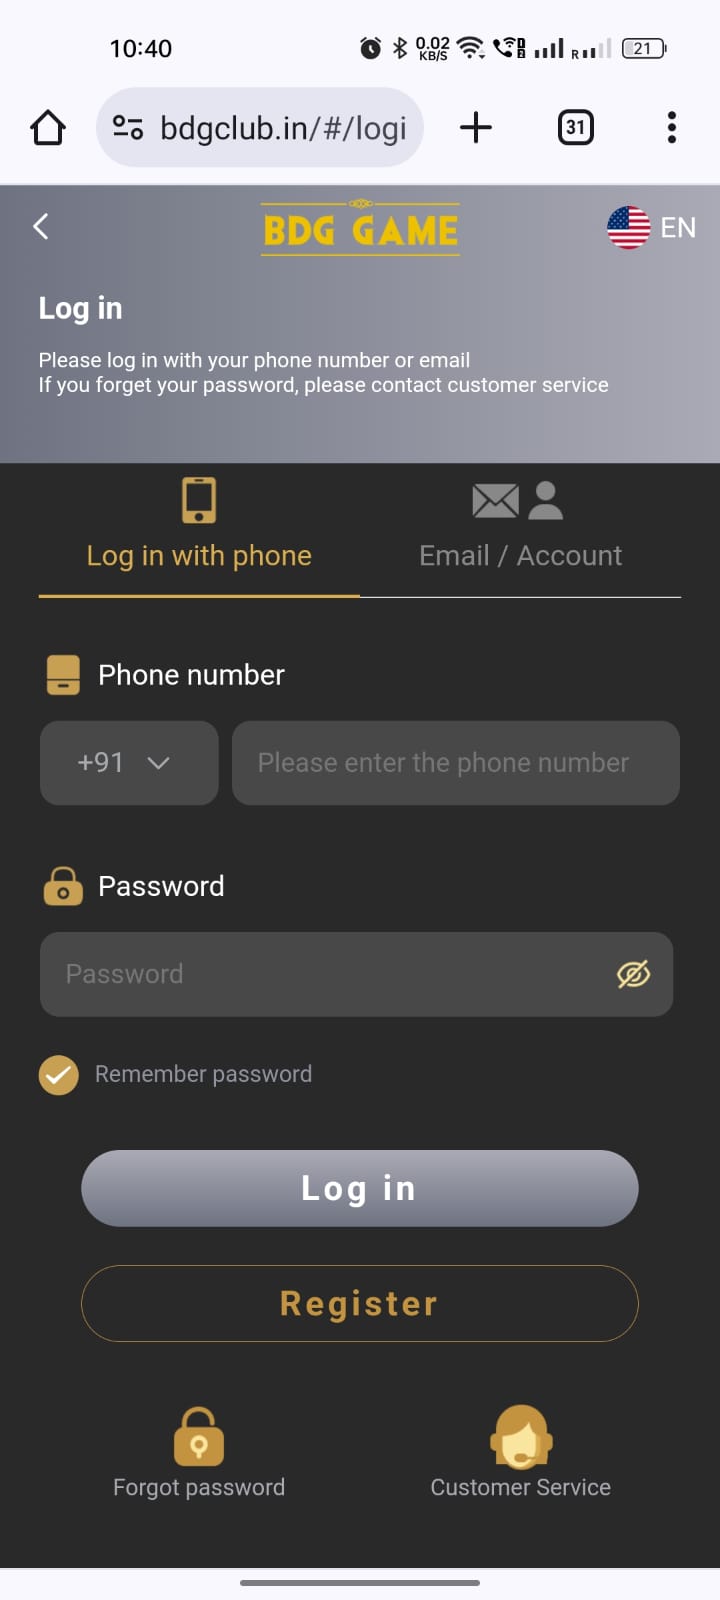 10:40
0.02
KB/S
1
2
R
21
bdgclub.in/#/logi
31
BDG GAME
EN
Log in
Please log in with your phone number or email
If you forget your password, please contact customer service
Log in with phone
Email / Account
Phone number
+91
Please enter the phone number
Password
Password
Remember password
Log in
Register
Forgot password
Customer Service